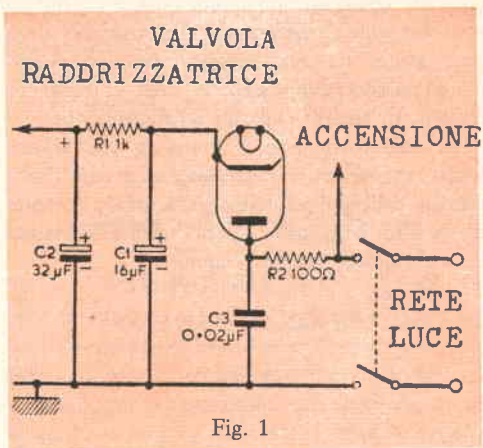 VALVOLA
RADDRIZZATRICE
+
R1 1k
ACCENSIONE
C2
32µF
+
-
C1
16µF
+
-
R2 100Ω
C3
0·02µF
RETE
LUCE
Fig. 1